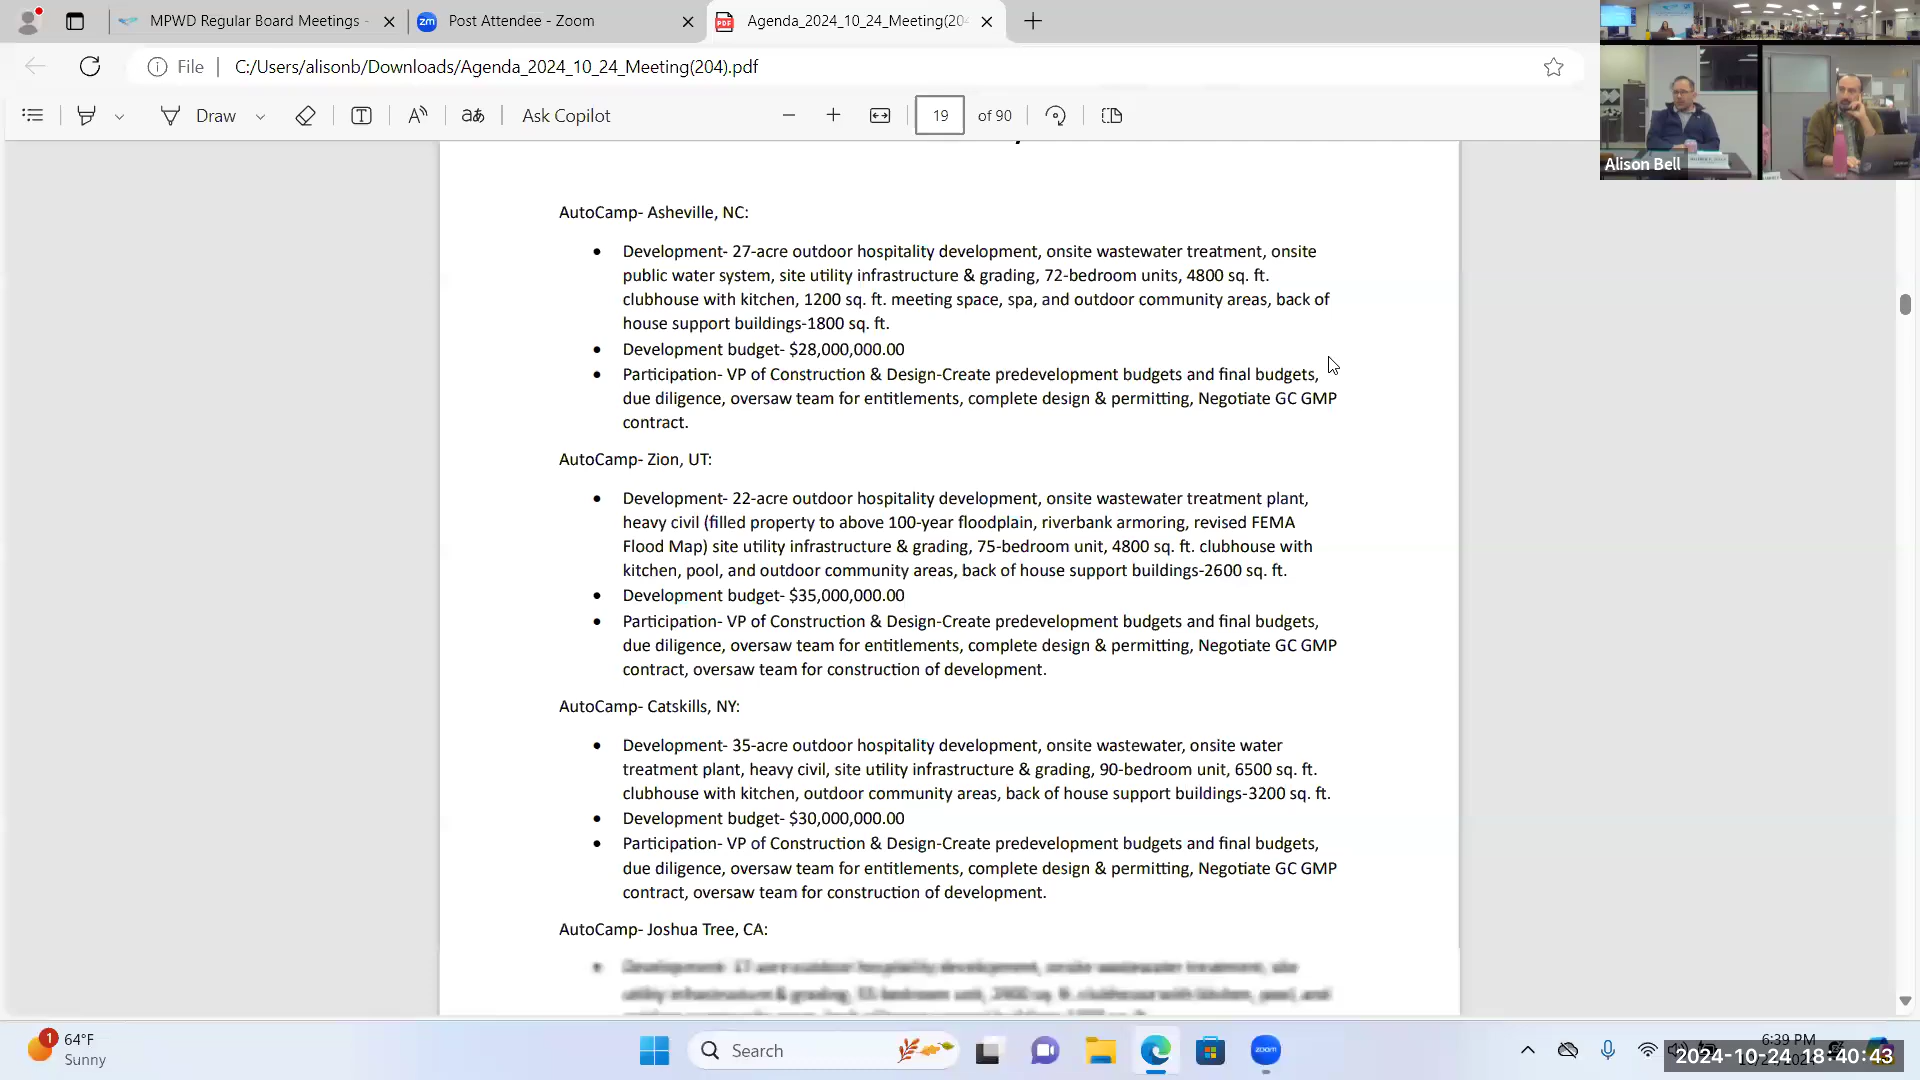 MPWD Regular Board Meetings -
Post Attendee - Zoom
Agenda_2024_10_24_Meeting(204
File
C:/Users/alisonb/Downloads/Agenda_2024_10_24_Meeting(204).pdf
Draw
Ask Copilot
19 of 90
Alison Bell
AutoCamp- Asheville, NC:
• Development- 27-acre outdoor hospitality development, onsite wastewater treatment, onsite
public water system, site utility infrastructure & grading, 72-bedroom units, 4800 sq. ft.
clubhouse with kitchen, 1200 sq. ft. meeting space, spa, and outdoor community areas, back of
house support buildings-1800 sq. ft.
• Development budget- $28,000,000.00
• Participation- VP of Construction & Design-Create predevelopment budgets and final budgets,
due diligence, oversaw team for entitlements, complete design & permitting, Negotiate GC GMP
contract.
AutoCamp- Zion, UT:
• Development- 22-acre outdoor hospitality development, onsite wastewater treatment plant,
heavy civil (filled property to above 100-year floodplain, riverbank armoring, revised FEMA
Flood Map) site utility infrastructure & grading, 75-bedroom unit, 4800 sq. ft. clubhouse with
kitchen, pool, and outdoor community areas, back of house support buildings-2600 sq. ft.
• Development budget- $35,000,000.00
• Participation- VP of Construction & Design-Create predevelopment budgets and final budgets,
due diligence, oversaw team for entitlements, complete design & permitting, Negotiate GC GMP
contract, oversaw team for construction of development.
AutoCamp- Catskills, NY:
• Development- 35-acre outdoor hospitality development, onsite wastewater, onsite water
treatment plant, heavy civil, site utility infrastructure & grading, 90-bedroom unit, 6500 sq. ft.
clubhouse with kitchen, outdoor community areas, back of house support buildings-3200 sq. ft.
• Development budget- $30,000,000.00
• Participation- VP of Construction & Design-Create predevelopment budgets and final budgets,
due diligence, oversaw team for entitlements, complete design & permitting, Negotiate GC GMP
contract, oversaw team for construction of development.
AutoCamp- Joshua Tree, CA:
1
64°F
Sunny
Search
6:39 PM
2024-10-24 18:40:43